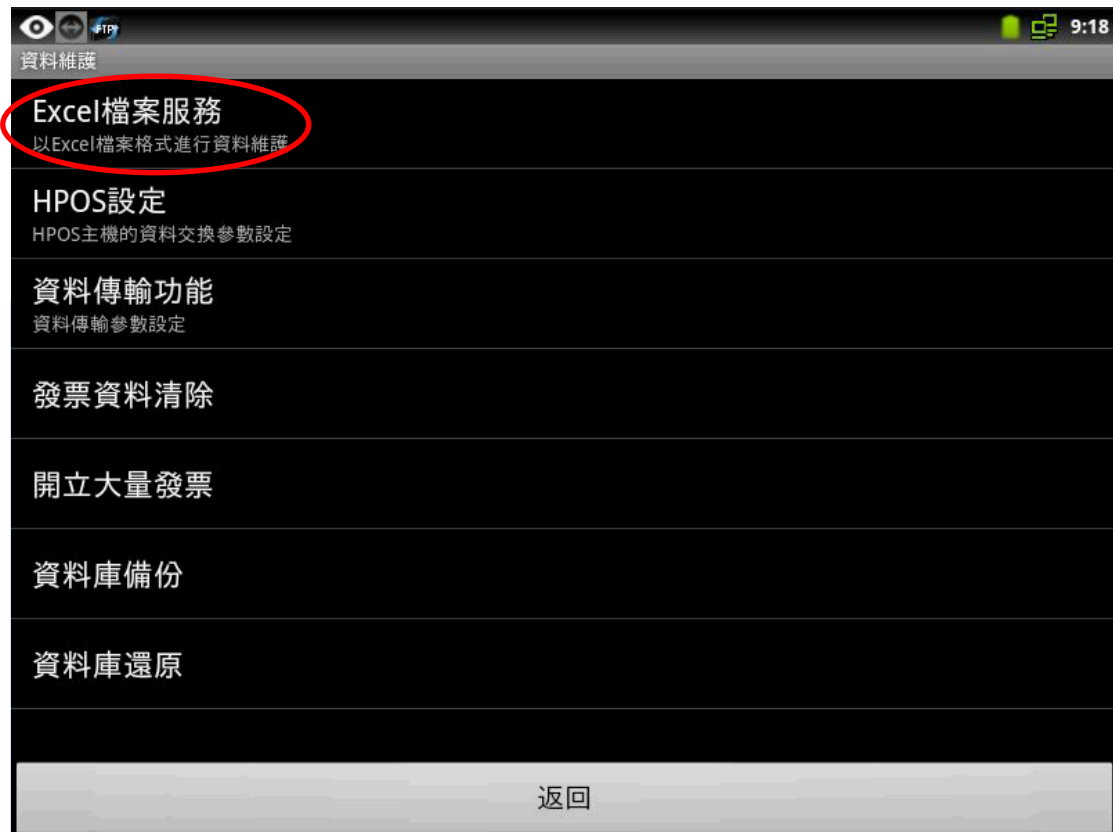 FTP
9:18
資料維護
Excel檔案服務
以Excel檔案格式進行資料維護
HPOS設定
HPOS主機的資料交換參數設定
資料傳輸功能
資料傳輸參數設定
發票資料清除
開立大量發票
資料庫備份
資料庫還原
返回